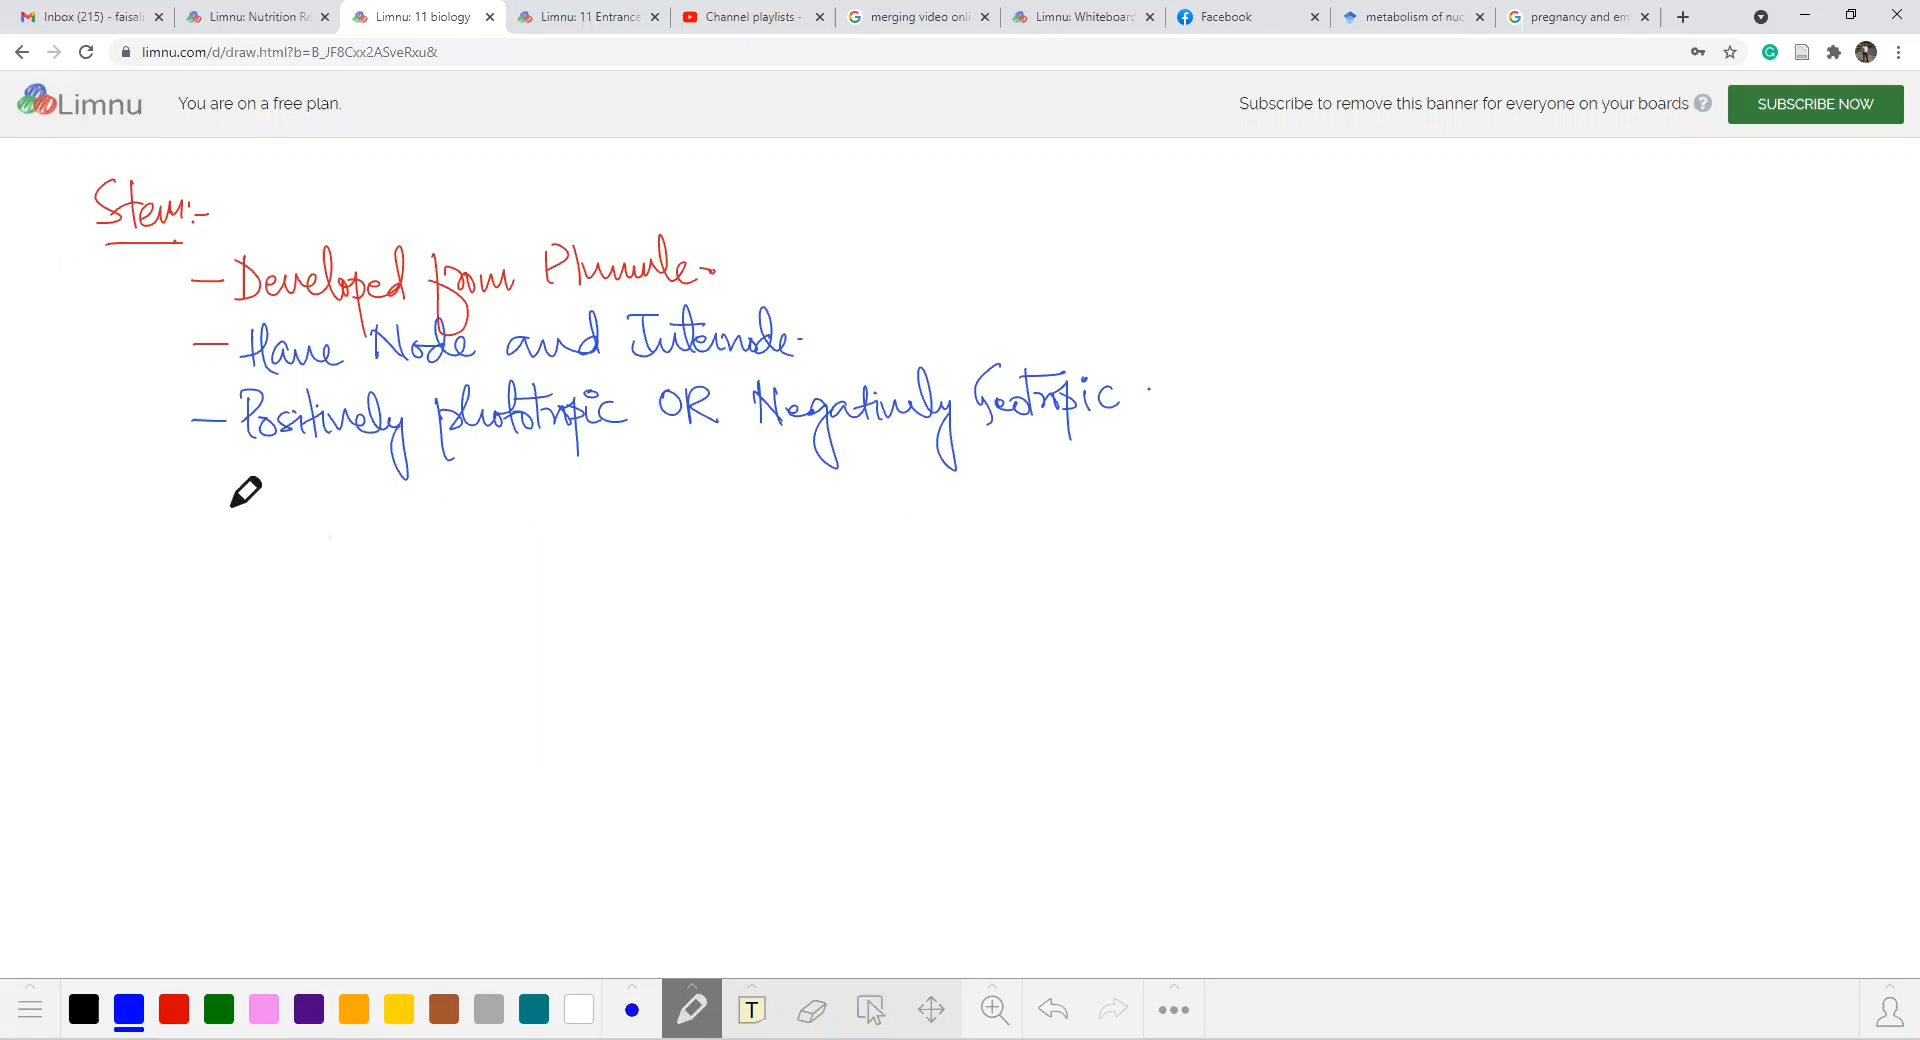 Inbox (215) - faisali
Limnu: Nutrition Re
Limnu: 11 biology
Limnu: 11 Entrance
Channel playlists -
merging video onli
Limnu: Whiteboard
Facebook
metabolism of nuc
pregnancy and em
limnu.com/d/draw.html?b=B_JF8Cxx2ASveRxu&
Limnu
You are on a free plan.
Subscribe to remove this banner for everyone on your boards ?
SUBSCRIBE NOW
Stem:-
— Developed from Plumule.
— Have Node and Internode.
— Positively phototropic OR Negatively Geotropic.
T